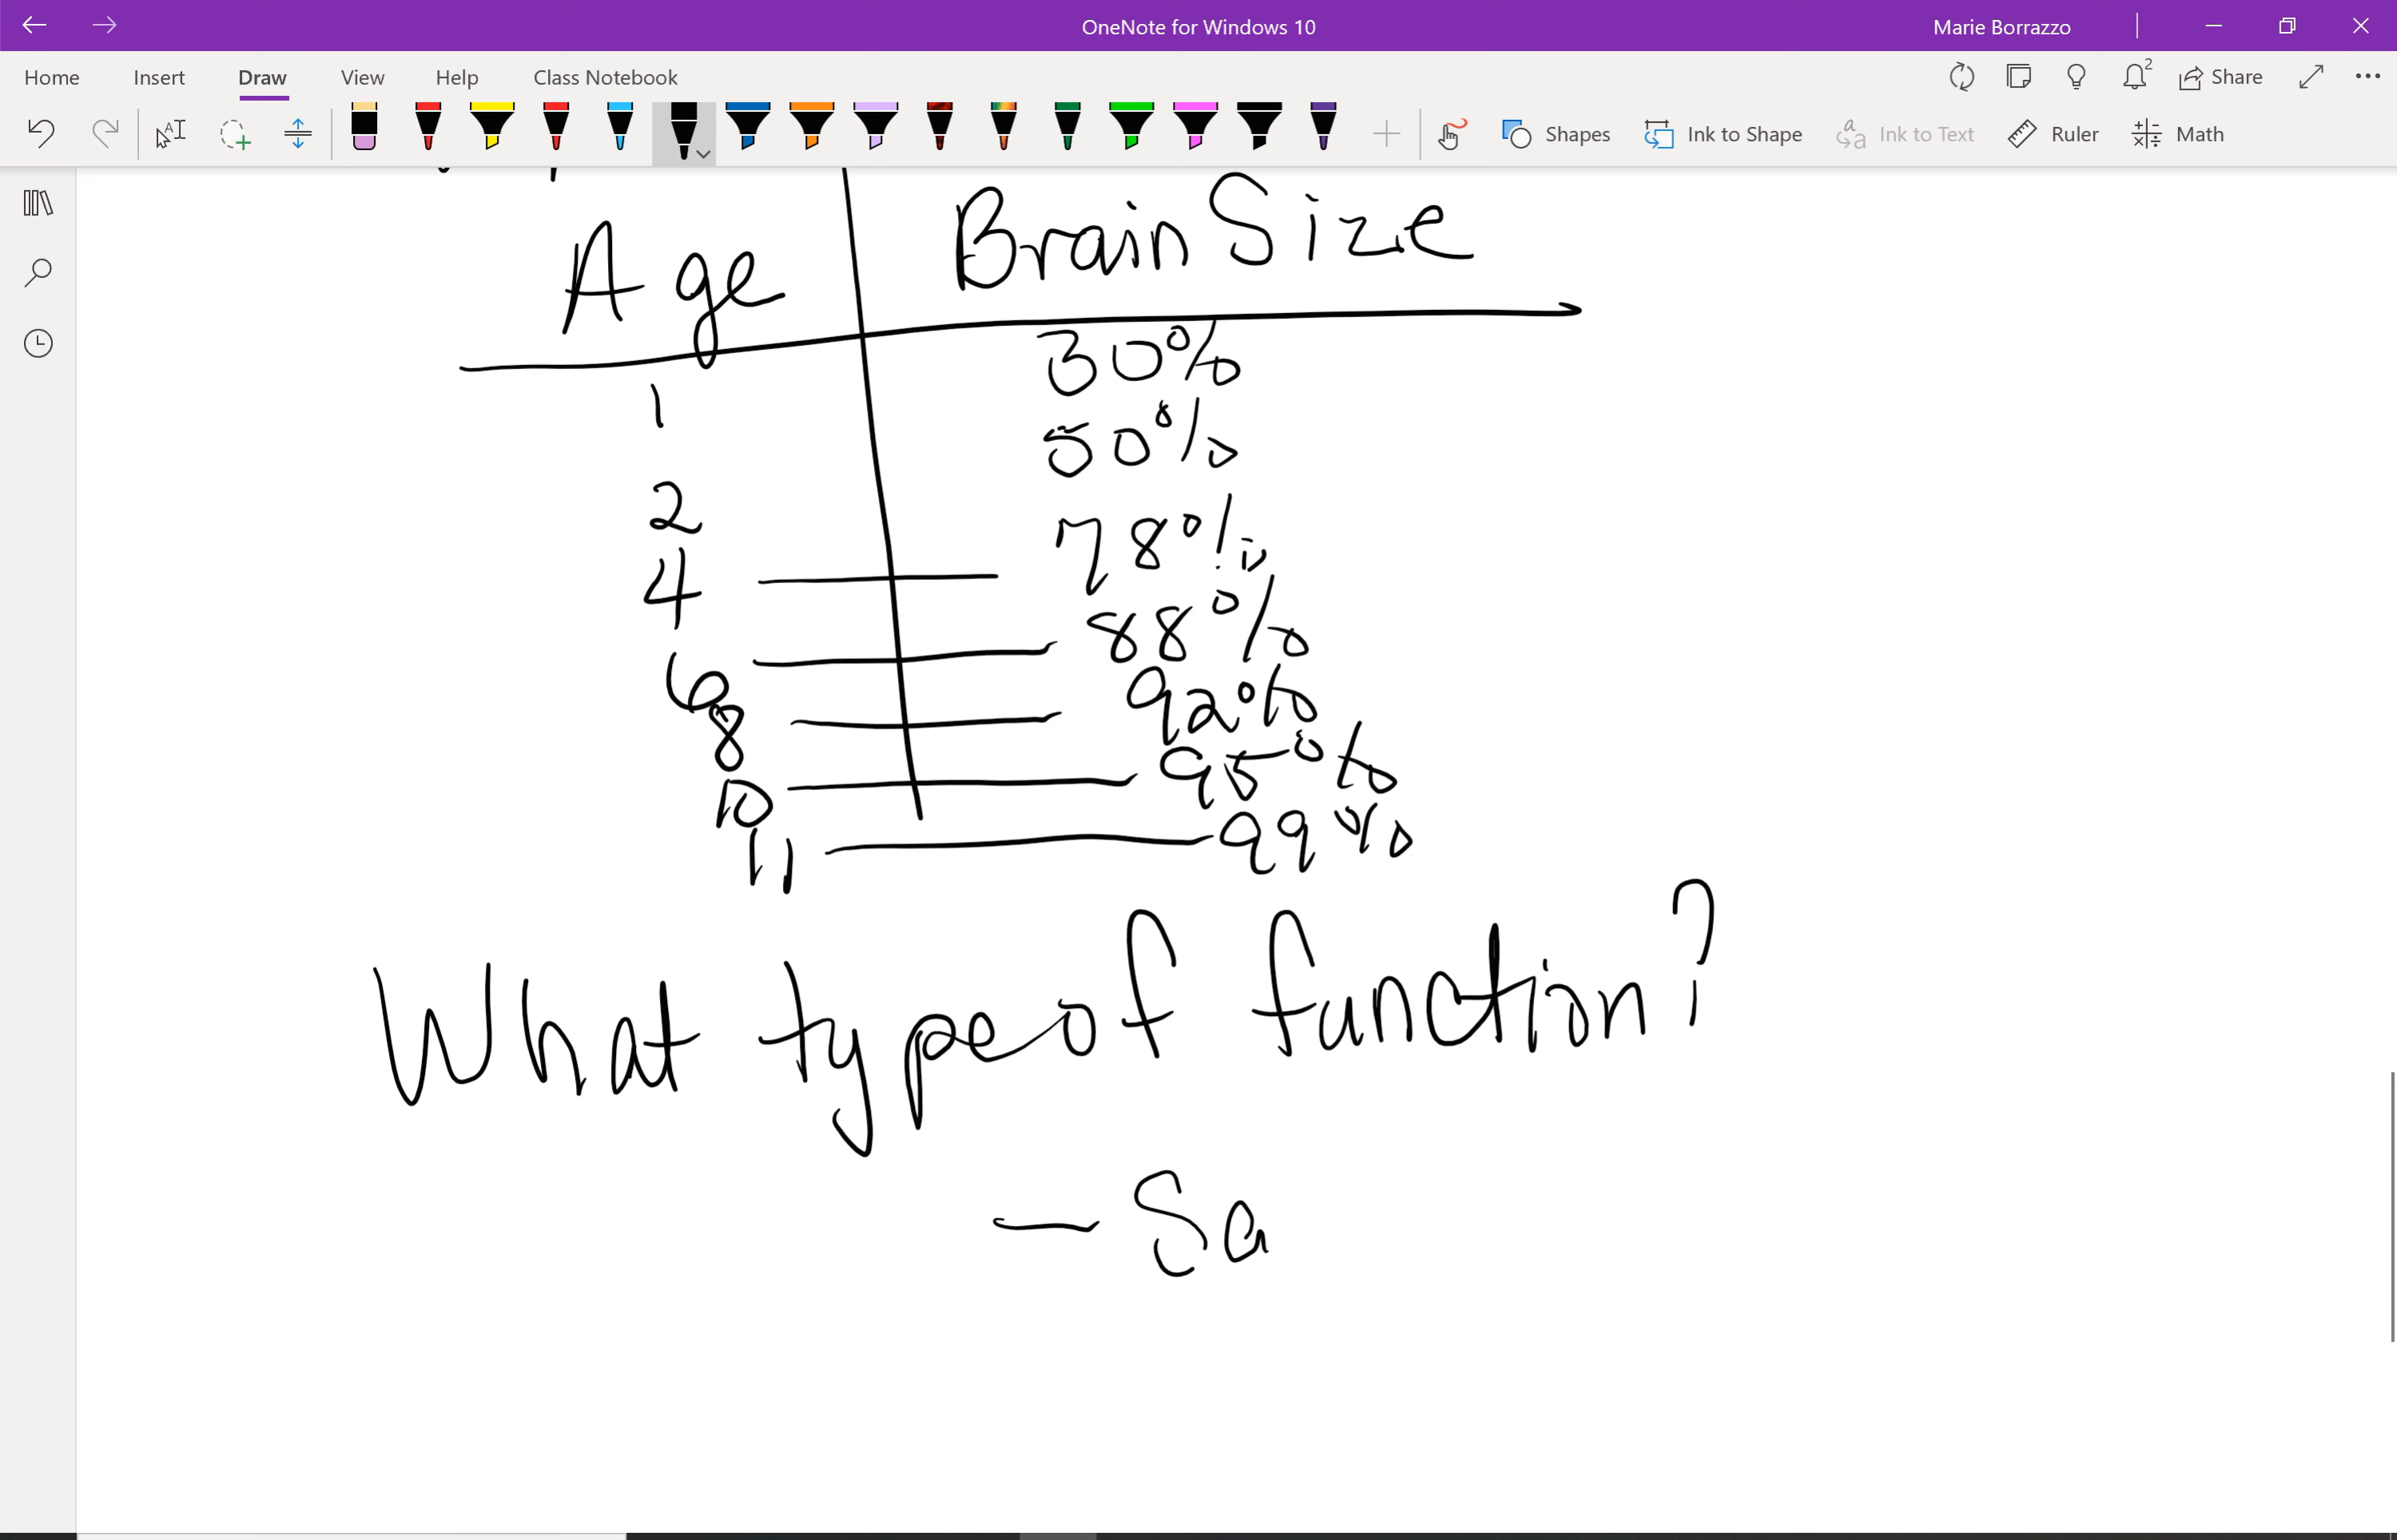 OneNote for Windows 10 Marie Borrazzo
Home Insert Draw View Help Class Notebook 2 Share
Shapes Ink to Shape Ink to Text Ruler Math
Age Brain Size
1 30%
2 50%
4 — 78%
6 — 88%
8 — 92%
10 — 95%
11 — 99%
What type of function?
— Sa